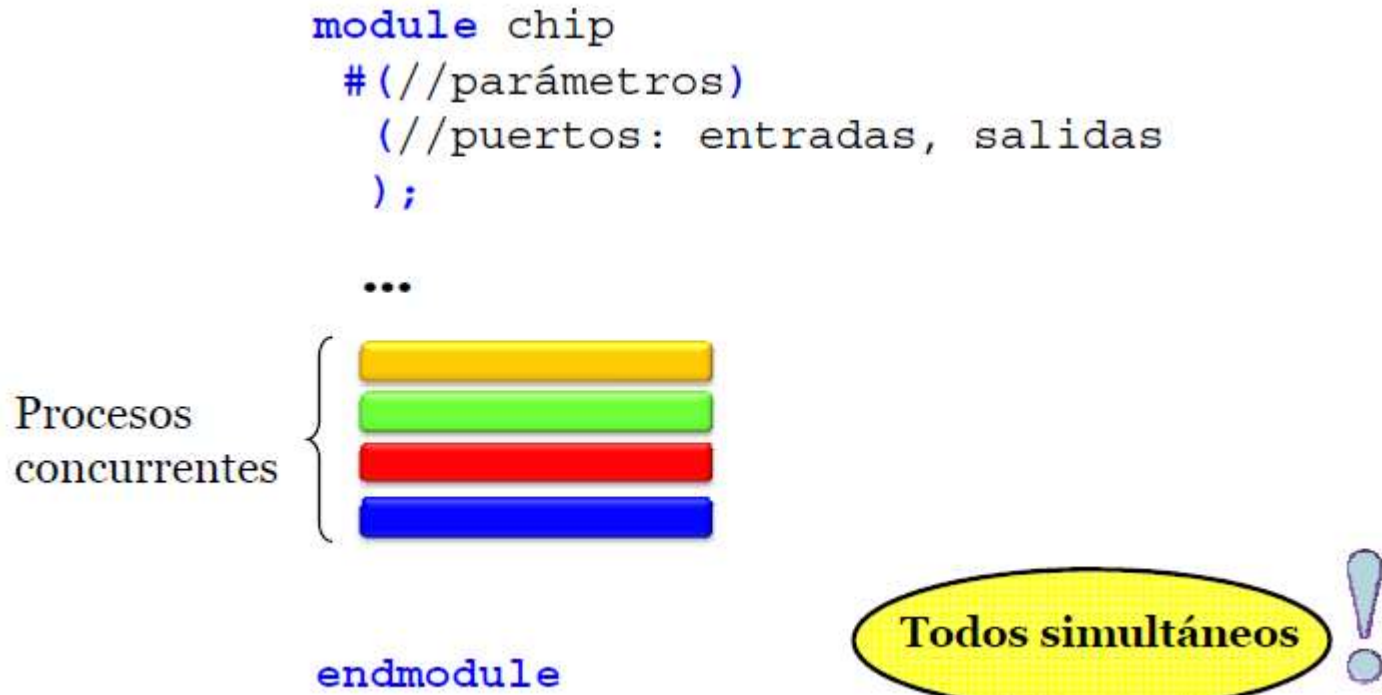 module chip
#(//parámetros)
(//puertos: entradas, salidas
);
...
Procesos
concurrentes
Todos simultáneos
!
endmodule